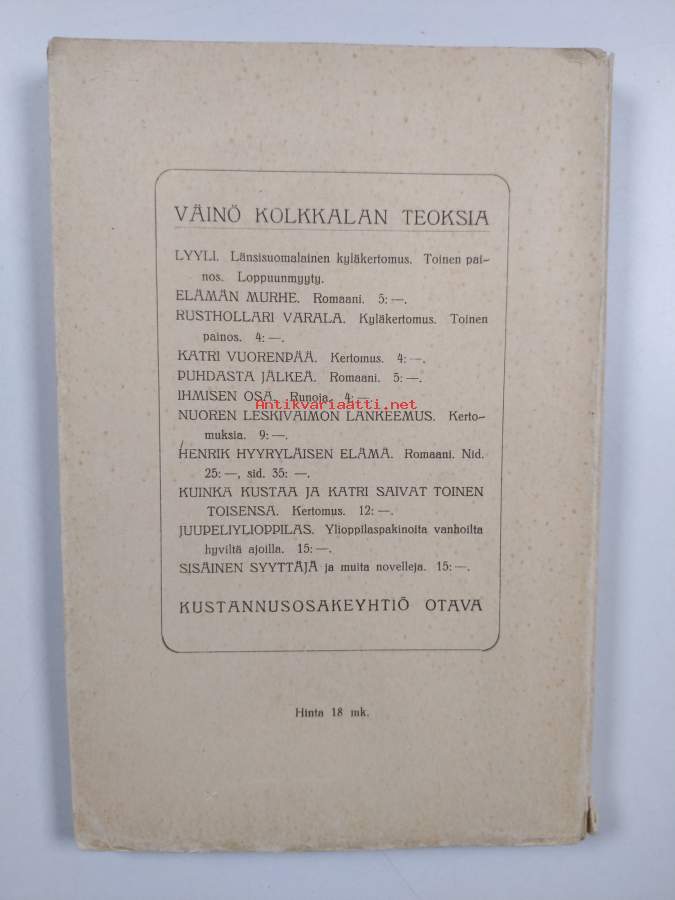 VÄINÖ KOLKKALAN TEOKSIA
LYYLI. Länsisuomalainen kyläkertomus. Toinen pai-
nos. Loppuunmyyty.
ELÄMÄN MURHE. Romaani. 5: —.
RUSTHOLLARI VARALA. Kyläkertomus. Toinen
painos. 4: —.
KATRI VUORENPÄÄ. Kertomus. 4: —.
PUHDASTA JÄLKEÄ. Romaani. 5: —.
IHMISEN OSA. Runoja. 4: —
Antikvariaatti.net
NUOREN LESKIVAIMON LANKEEMUS. Kerto-
muksia. 9: —.
HENRIK HYYRYLÄISEN ELÄMÄ. Romaani. Nid.
25: —, sid. 35: —.
KUINKA KUSTAA JA KATRI SAIVAT TOINEN
TOISENSA. Kertomus. 12: —.
JUUPELIYLIOPPILAS. Ylioppilaspakinoita vanhoilta
hyviltä ajoilla. 15: —.
SISÄINEN SYYTTÄJÄ ja muita novelleja. 15: —.
KUSTANNUSOSAKEYHTIÖ OTAVA
Hinta 18 mk.